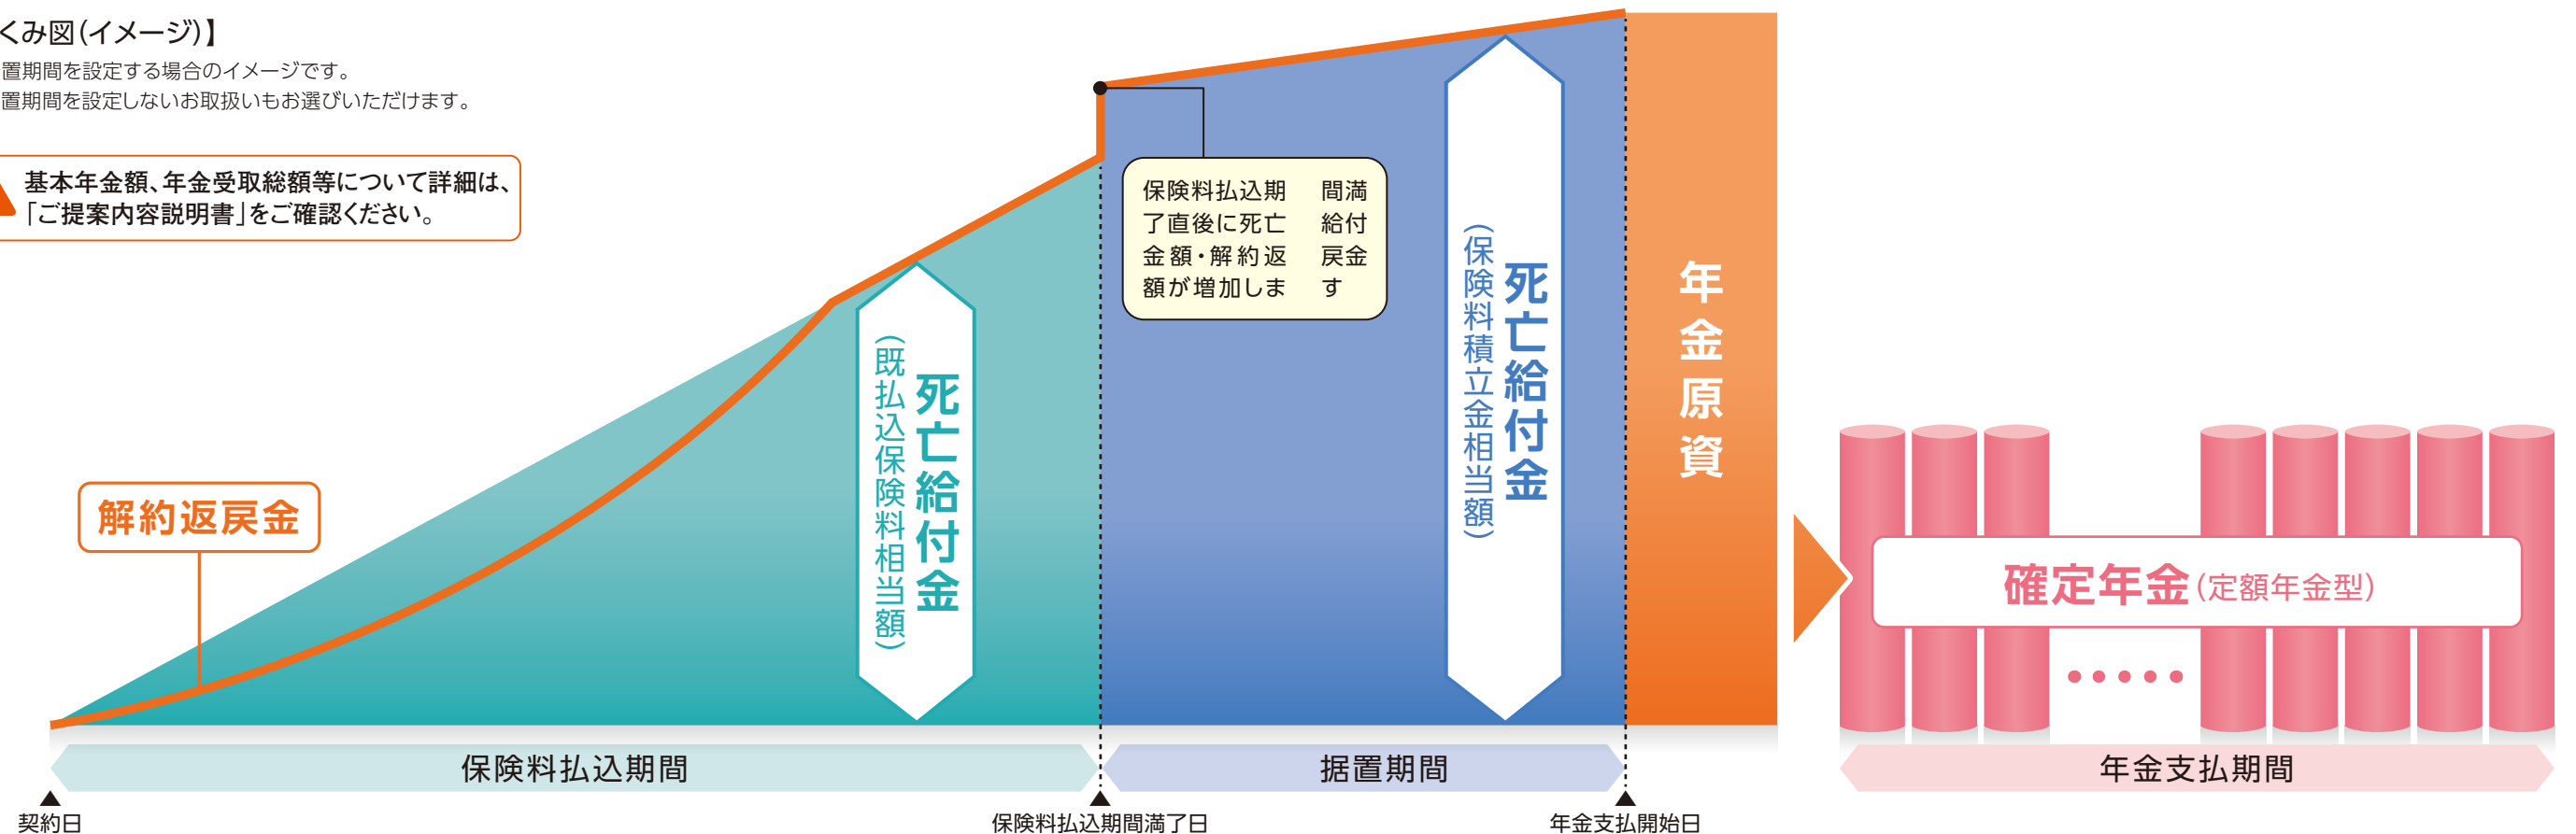 くみ図(イメージ)】
置期間を設定する場合のイメージです。
置期間を設定しないお取扱いもお選びいただけます。
基本年金額、年金受取総額等について詳細は、
「ご提案内容説明書」をご確認ください。
解約返戻金
死亡給付金
(既払込保険料相当額)
保険料払込期間満
了直後に死亡給付
金額・解約返戻金
額が増加します
死亡給付金
(保険料積立金相当額)
年金原資
確定年金(定額年金型)
保険料払込期間
据置期間
年金支払期間
契約日
保険料払込期間満了日
年金支払開始日